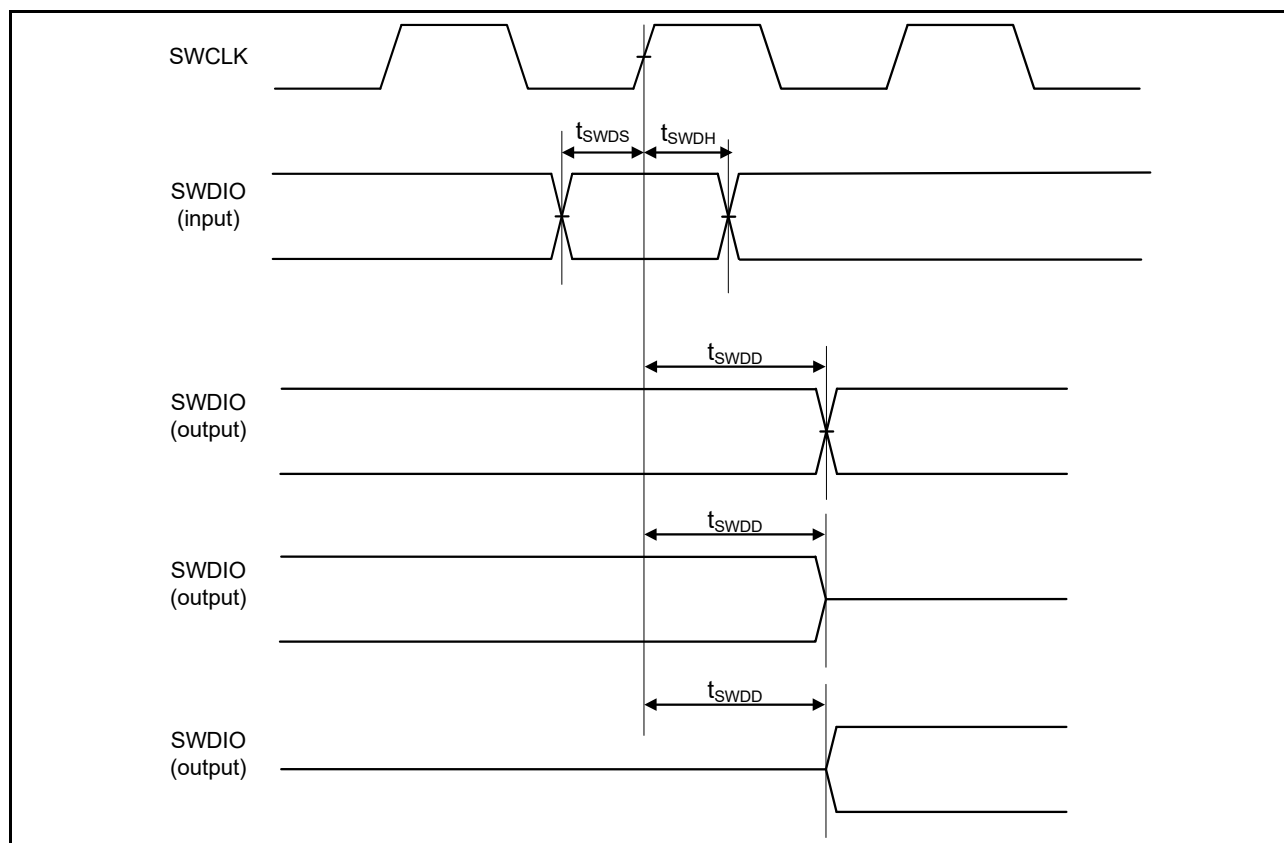 SWCLK
tSWDS tSWDH
SWDIO
(input)
tSWDD
SWDIO
(output)
tSWDD
SWDIO
(output)
tSWDD
SWDIO
(output)